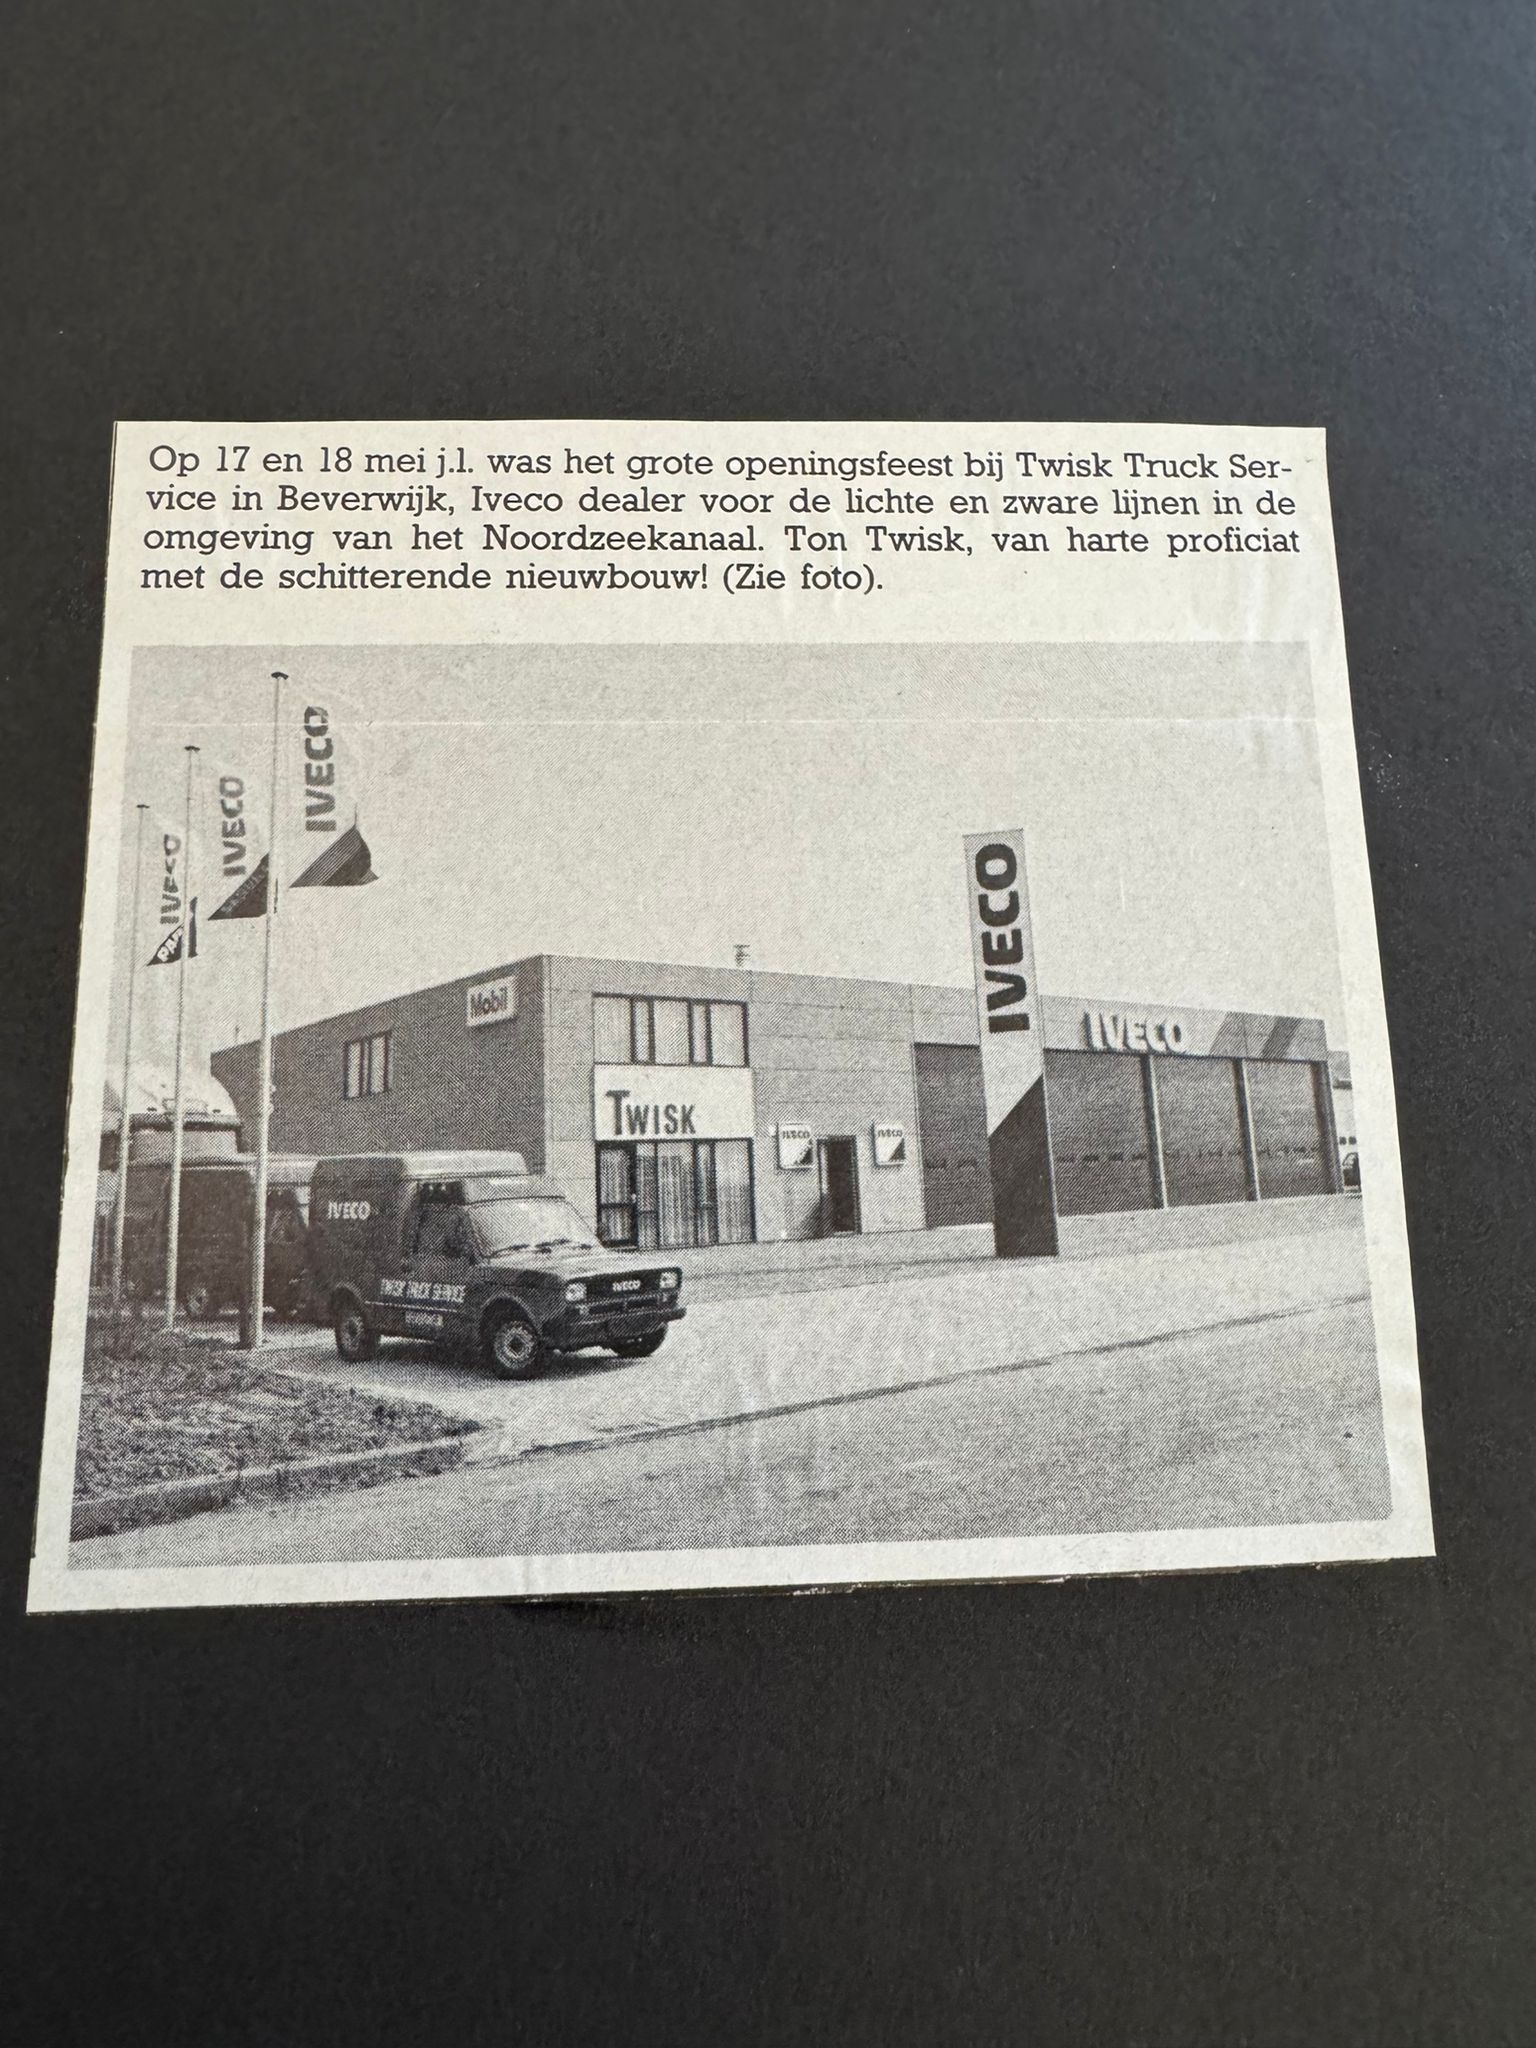 Op 17 en 18 mei j.l. was het grote openingsfeest bij Twisk Truck Ser-
vice in Beverwijk, Iveco dealer voor de lichte en zware lijnen in de
omgeving van het Noordzeekanaal. Ton Twisk, van harte proficiat
met de schitterende nieuwbouw! (Zie foto).
IVECO
IVECO
IVECO
IVECO
Mobil
IVECO
TWISK
IVECO
IVECO
IVECO
TWISK TRUCK SERVICE
IVECO